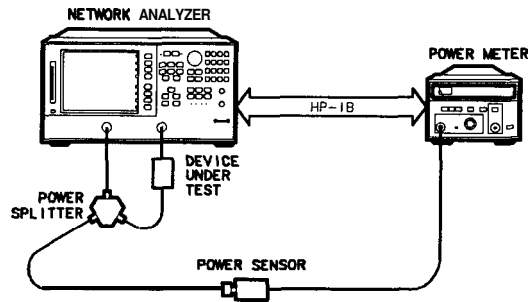 NETWORK ANALYZER
POWER METER
HP-IB
DEVICE
UNDER
TEST
POWER
SPLITTER
POWER SENSOR